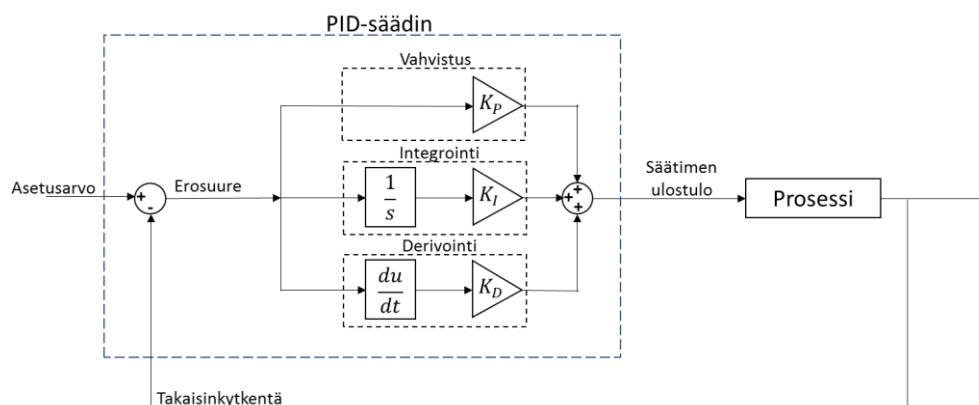 PID-säädin
Vahvistus
K_P
Integrointi
Asetusarvo
+
-
Erosuure
1
s
K_I
+
+
+
Säätimen
ulostulo
Prosessi
Derivointi
du
dt
K_D
Takaisinkytkentä